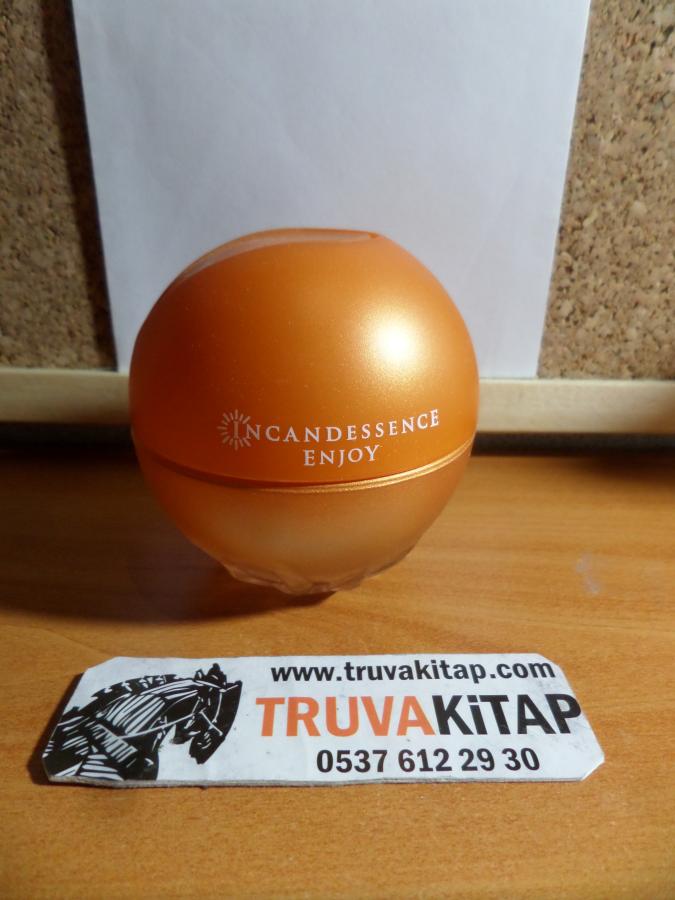 INCANDESSENCE
ENJOY
www.truvakitap.com
TRUVAKiTAP
0537 612 29 30